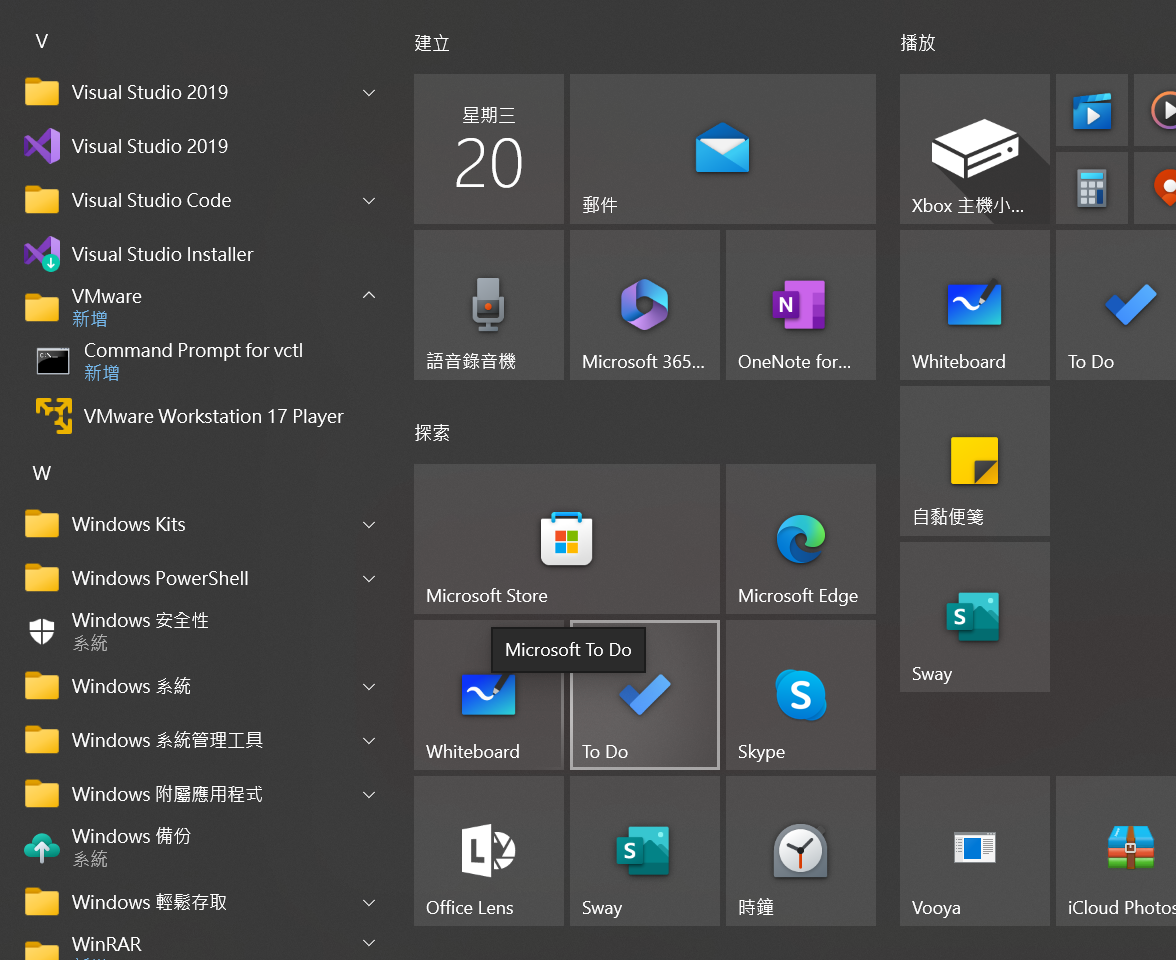 V
Visual Studio 2019
Visual Studio 2019
Visual Studio Code
Visual Studio Installer
VMware
新增
Command Prompt for vctl
新增
VMware Workstation 17 Player
W
Windows Kits
Windows PowerShell
Windows 安全性
系統
Windows 系統
Windows 系統管理工具
Windows 附屬應用程式
Windows 備份
系統
Windows 輕鬆存取
WinRAR
建立
星期三
20
郵件
語音錄音機
Microsoft 365...
N
OneNote for...
探索
Microsoft Store
Microsoft Edge
Microsoft To Do
Whiteboard
To Do
S
Skype
L
Office Lens
S
Sway
時鐘
播放
Xbox 主機小...
Whiteboard
To Do
自黏便箋
S
Sway
Vooya
iCloud Photos